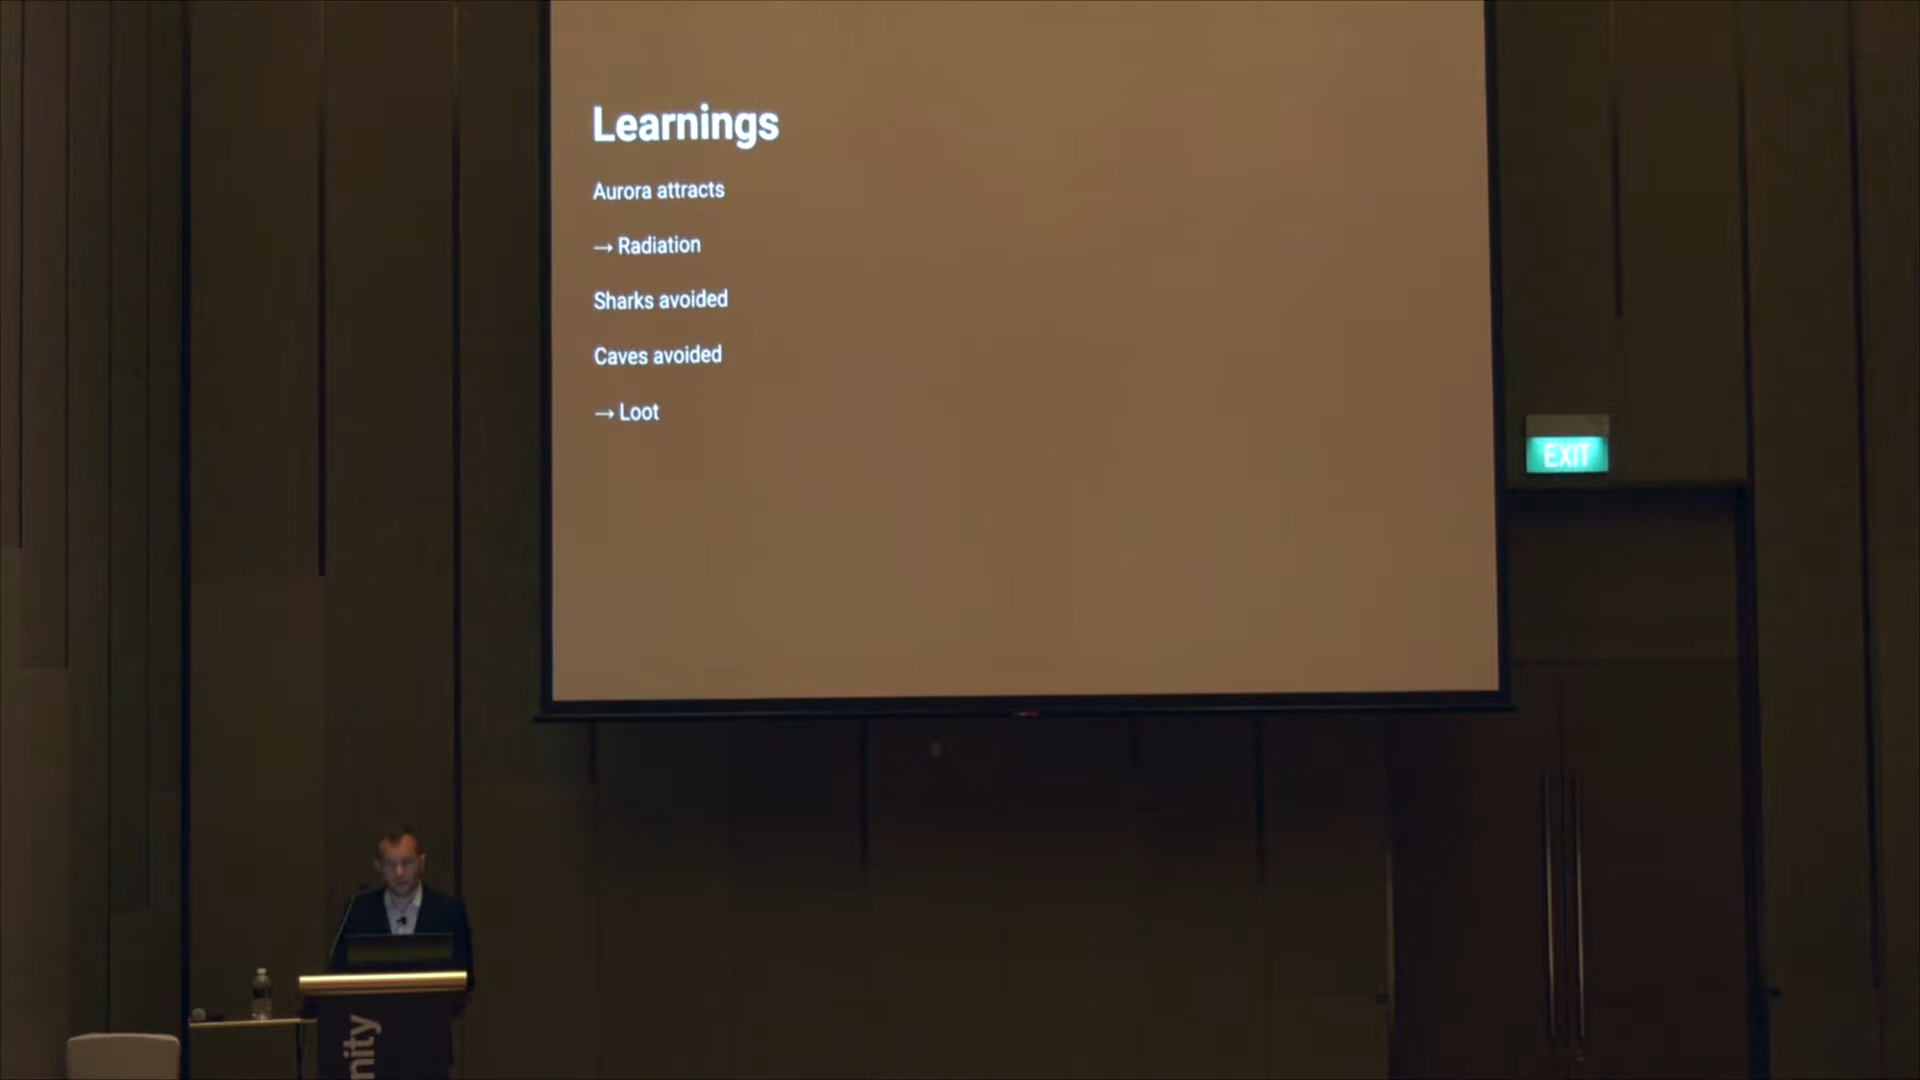 Learnings
Aurora attracts
→ Radiation
Sharks avoided
Caves avoided
→ Loot
EXIT
nity